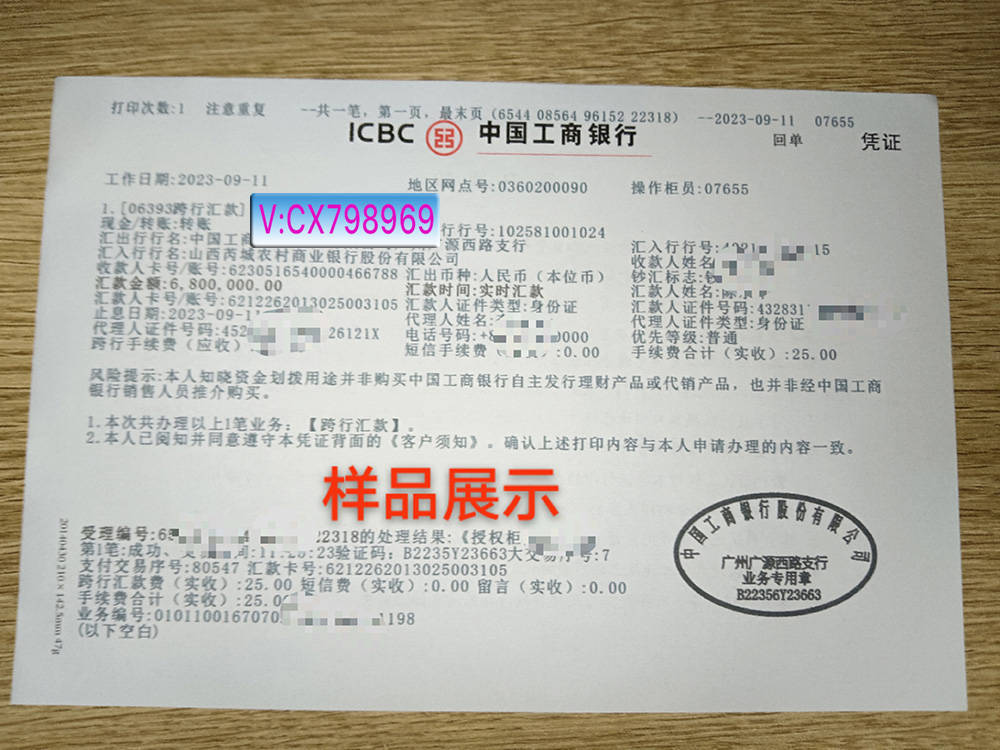 打印次数:1 注意重复 --共一笔，第一页，最末页（6544 08564 96152 22318）--2023-09-11 07655
ICBC 中国工商银行 回单 凭证
工作日期:2023-09-11 地区网点号:0360200090 操作柜员:07655
1.[06393跨行汇款]
V:CX798969
现金/转账:转账 行行号:102581001024
汇出行行名:中国工商 源西路支行 汇入行行号: 15
汇入行行名:山西芮城农村商业银行股份有限公司 收款人姓名
收款人卡号/账号:6230516540000466788 汇出币种:人民币（本位币） 钞汇标志:
汇款金额:6,800,000.00 汇款时间:实时汇款 汇款人姓名:
汇款人卡号/账号:6212262013025003105 汇款人证件类型:身份证 汇款人证件号码:432831
止息日期:2023-09-11 代理人姓名: 代理人证件类型:身份证
代理人证件号码:452 26121X 电话号码:+8 0000 优先等级:普通
跨行手续费（应收） 短信手续费（ ）:0.00 手续费合计（实收）:25.00
风险提示:本人知晓资金划拨用途并非购买中国工商银行自主发行理财产品或代销产品，也并非经中国工商
银行销售人员推介购买。
1.本次共办理以上1笔业务：【跨行汇款】。
2.本人已阅知并同意遵守本凭证背面的《客户须知》。确认上述打印内容与本人申请办理的内容一致。
样品展示
受理编号:6 22318的处理结果:《授权柜
第1笔:成功、 23验证码: B2235Y23663大交易序号:7
支付交易序号:80547 汇款卡号:6212262013025003105
跨行汇款费（实收）:25.00 短信费（实收）:0.00 留言（实收）:0.00
手续费合计（实收）:25.0
业务编号:0101100167070 1198
(以下空白)
中国工商银行股份有限公司
广州广源西路支行
业务专用章
B22356Y23663